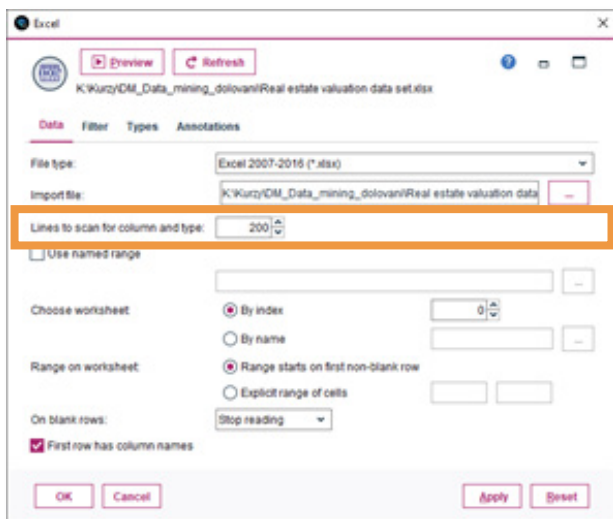 Excel
Preview Refresh
K:\Kurzy\DM_Data_mining_dolovani\Real estate valuation data set.xlsx
Data Filter Types Annotations
File type: Excel 2007-2016 (*.xlsx)
Import file: K:\Kurzy\DM_Data_mining_dolovani\Real estate valuation data ...
Lines to scan for column and type: 200
Use named range
...
Choose worksheet: By index 0
By name ...
Range on worksheet: Range starts on first non-blank row
Explicit range of cells
On blank rows: Stop reading
First row has column names
OK Cancel Apply Reset